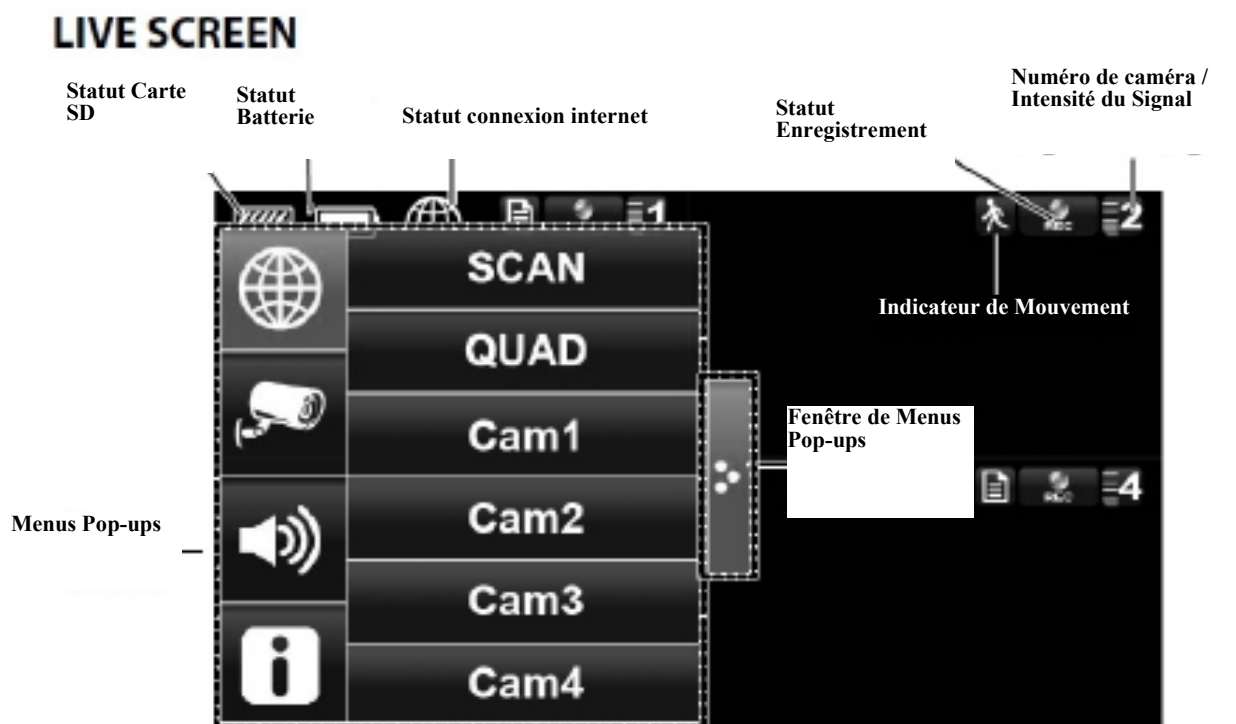 LIVE SCREEN
Statut Carte
SD
Statut
Batterie
Statut connexion internet
Statut
Enregistrement
Numéro de caméra /
Intensité du Signal
1
REC
2
Indicateur de Mouvement
SCAN
QUAD
Cam1
Cam2
Cam3
Cam4
Fenêtre de Menus
Pop-ups
REC
4
Menus Pop-ups
i